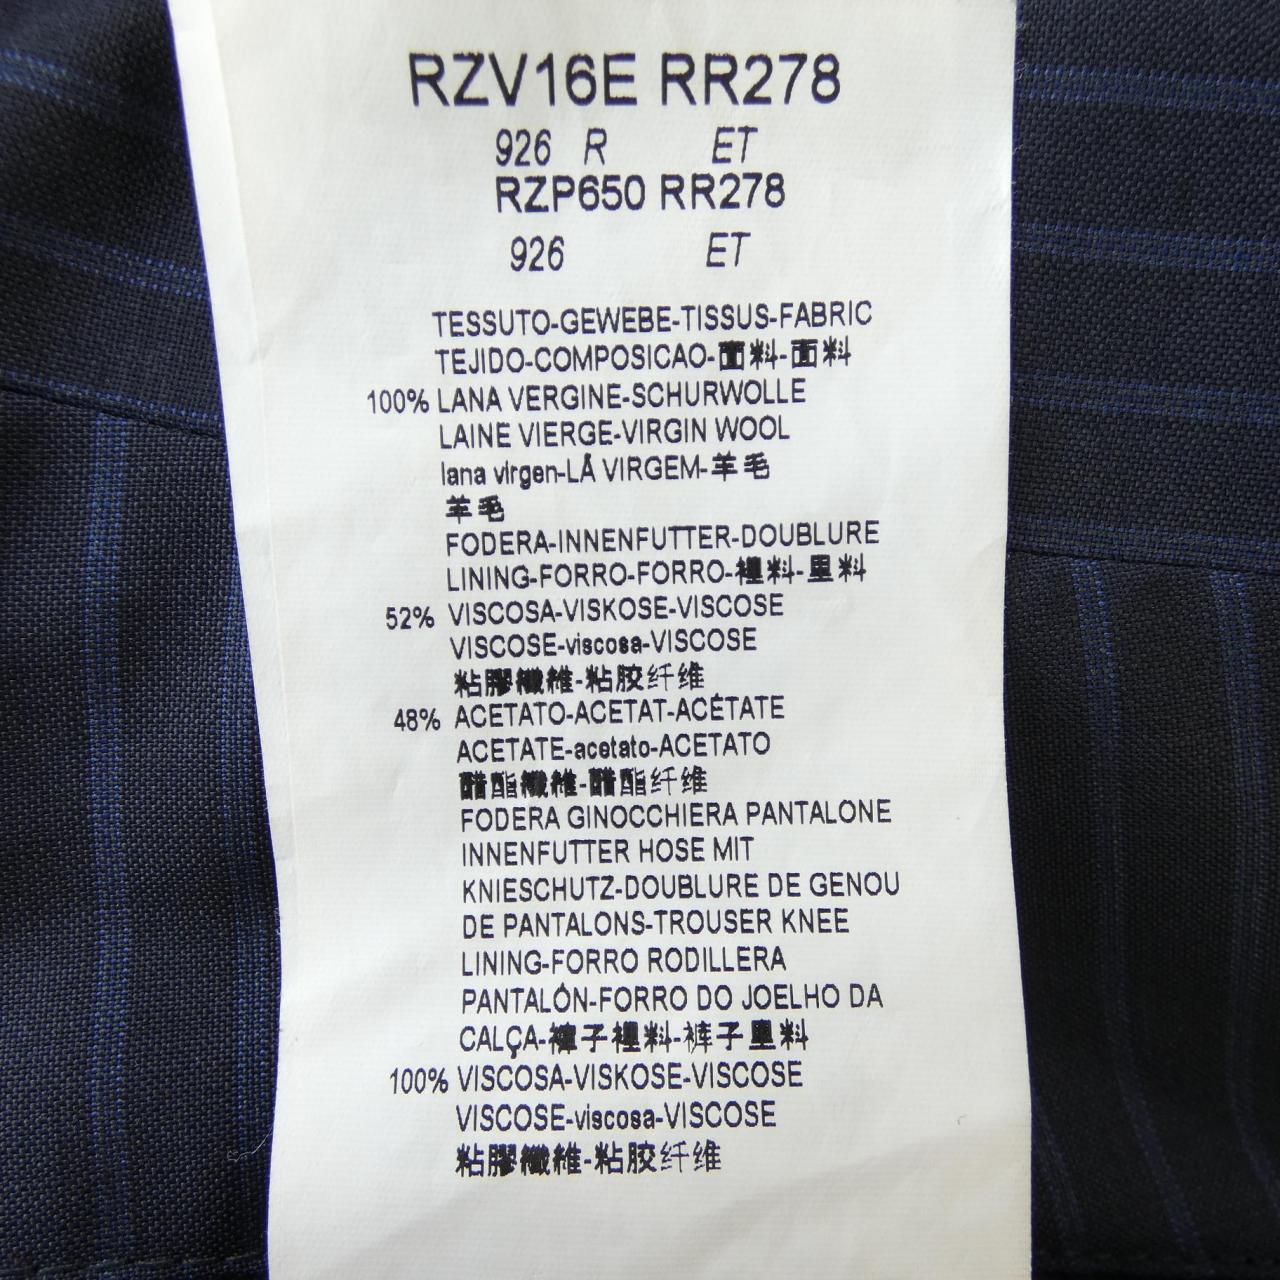 RZV16E RR278
926 R ET
RZP650 RR278
926 ET
TESSUTO-GEWEBE-TISSUS-FABRIC
TEJIDO-COMPOSICAO-面料-面料
100% LANA VERGINE-SCHURWOLLE
LAINE VIERGE-VIRGIN WOOL
lana virgen-LÅ VIRGEM-羊毛
羊毛
FODERA-INNENFUTTER-DOUBLURE
LINING-FORRO-FORRO-裡料-里料
52% VISCOSA-VISKOSE-VISCOSE
VISCOSE-viscosa-VISCOSE
粘膠纖維-粘胶纤维
48% ACETATO-ACETAT-ACÉTATE
ACETATE-acetato-ACETATO
醋酯纖維-醋酯纤维
FODERA GINOCCHIERA PANTALONE
INNENFUTTER HOSE MIT
KNIESCHUTZ-DOUBLURE DE GENOU
DE PANTALONS-TROUSER KNEE
LINING-FORRO RODILLERA
PANTALÓN-FORRO DO JOELHO DA
CALÇA-褲子裡料-裤子里料
100% VISCOSA-VISKOSE-VISCOSE
VISCOSE-viscosa-VISCOSE
粘膠纖維-粘胶纤维